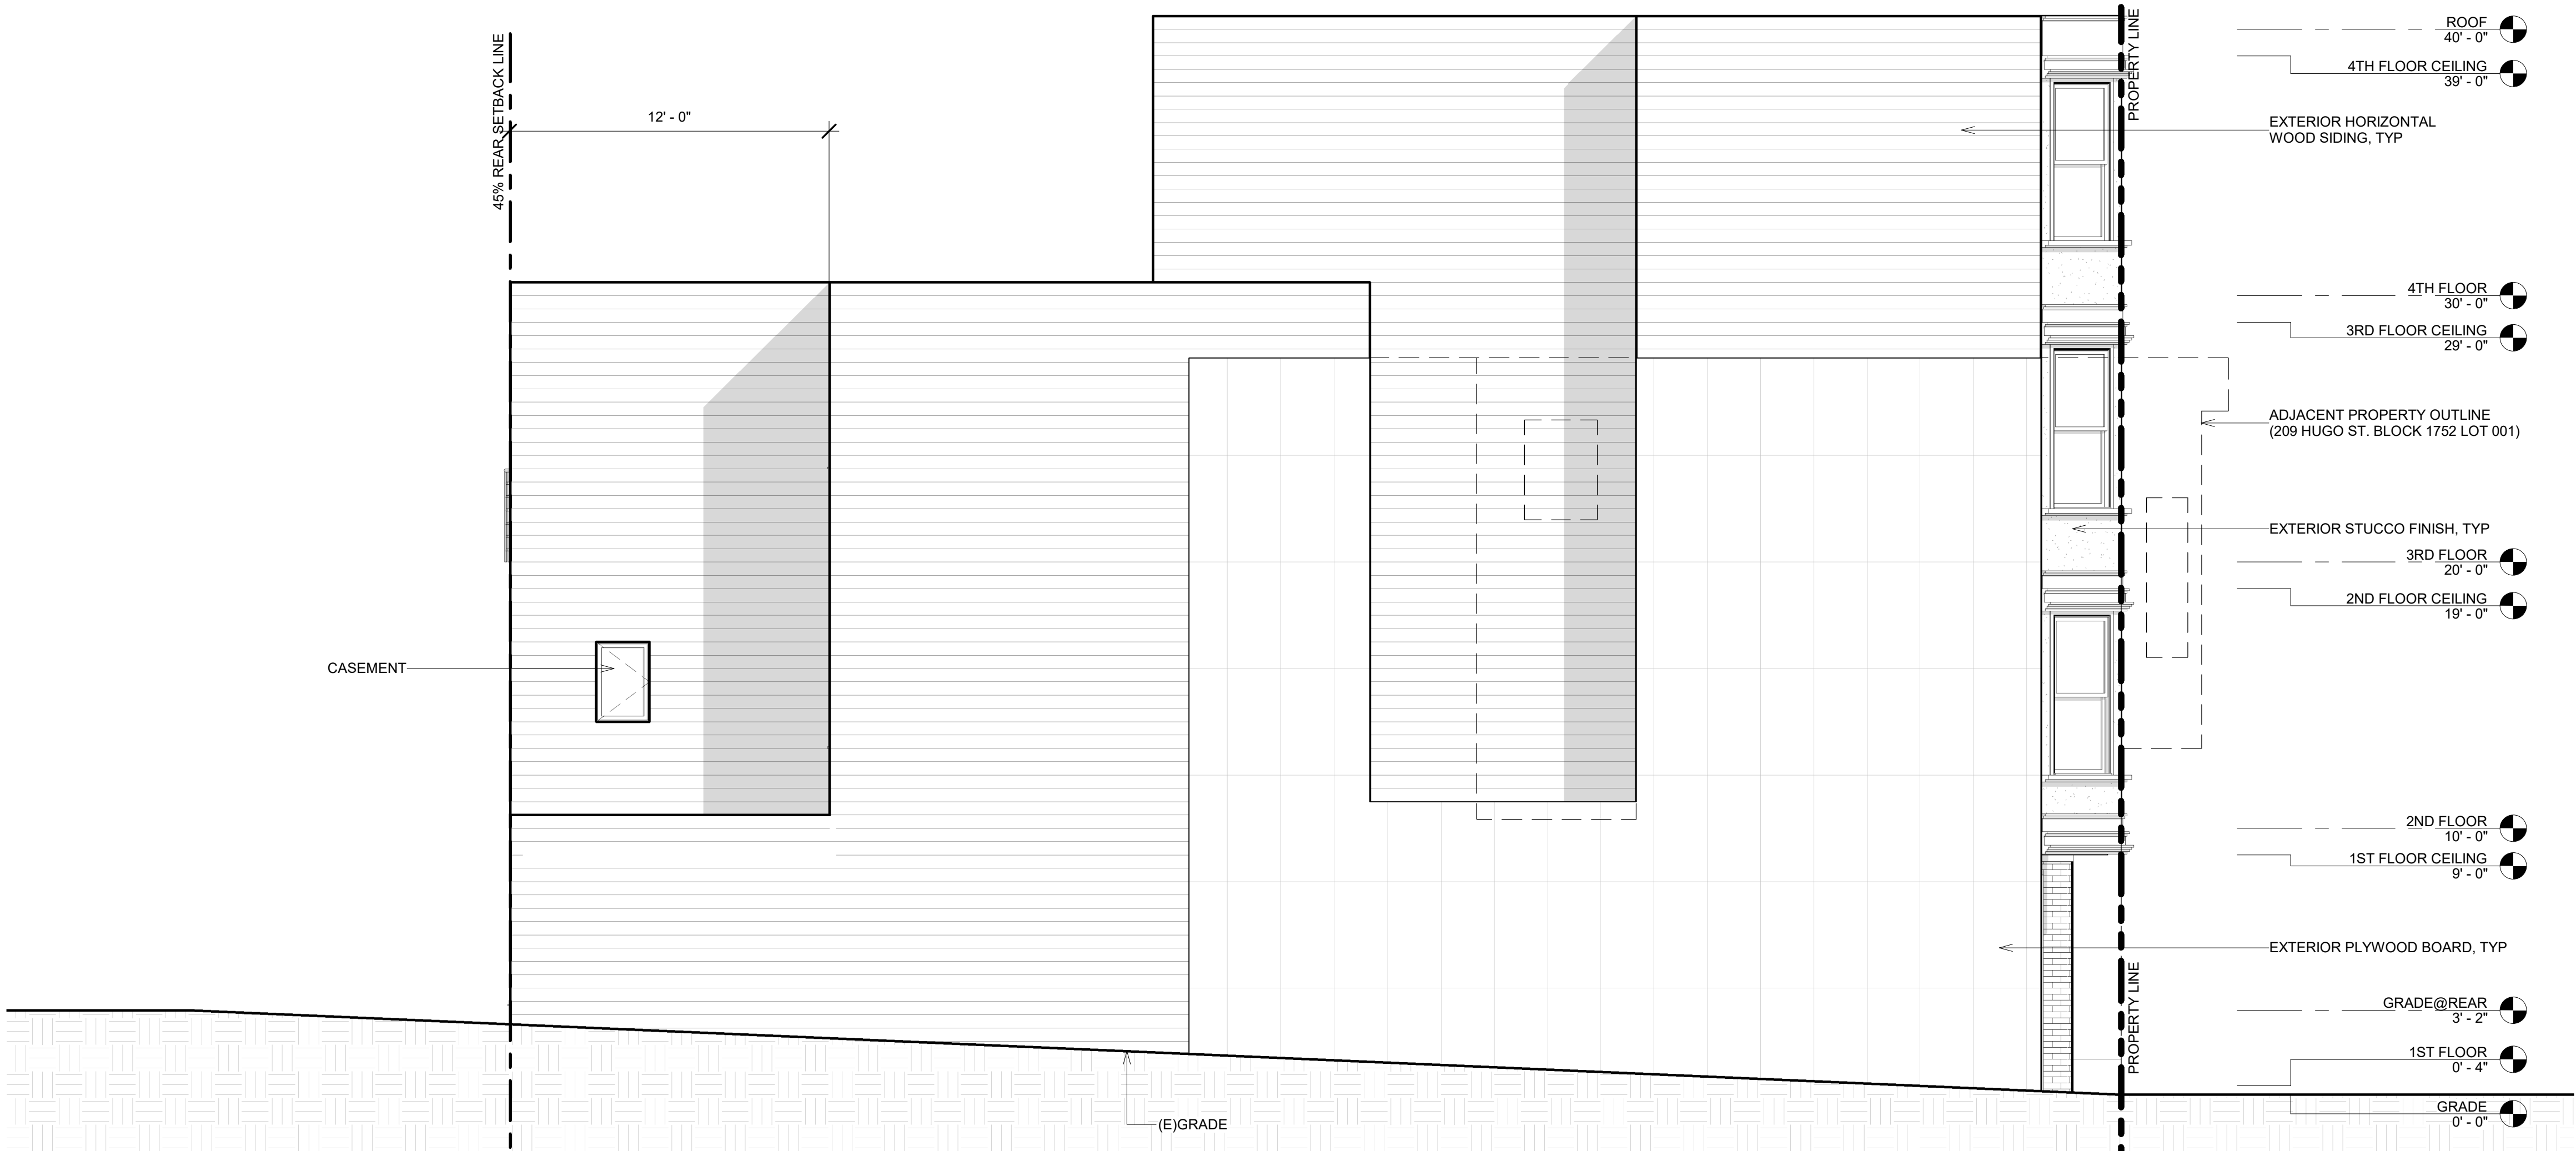 45% REAR SETBACK LINE
12' - 0"
PROPERTY LINE
ROOF
40' - 0"
4TH FLOOR CEILING
39' - 0"
EXTERIOR HORIZONTAL
WOOD SIDING, TYP
4TH FLOOR
30' - 0"
3RD FLOOR CEILING
29' - 0"
ADJACENT PROPERTY OUTLINE
(209 HUGO ST. BLOCK 1752 LOT 001)
EXTERIOR STUCCO FINISH, TYP
3RD FLOOR
20' - 0"
2ND FLOOR CEILING
19' - 0"
CASEMENT
2ND FLOOR
10' - 0"
1ST FLOOR CEILING
9' - 0"
EXTERIOR PLYWOOD BOARD, TYP
PROPERTY LINE
GRADE@REAR
3' - 2"
1ST FLOOR
0' - 4"
(E)GRADE
GRADE
0' - 0"